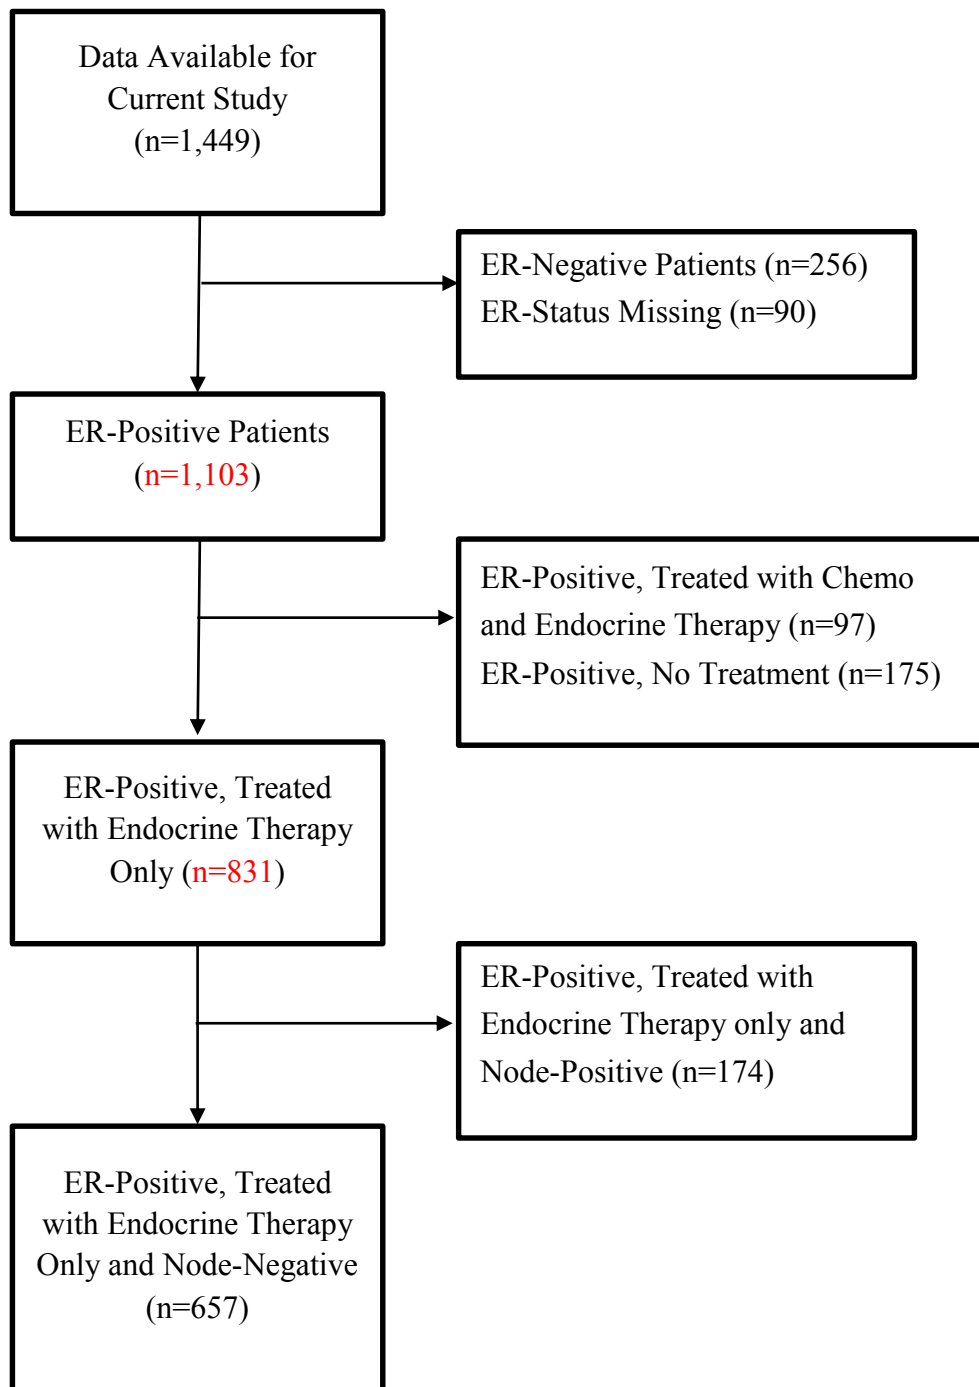 Data Available for
Current Study
(n=1,449)
ER-Negative Patients (n=256)
ER-Status Missing (n=90)
ER-Positive Patients
(n=1,103)
ER-Positive, Treated with Chemo
and Endocrine Therapy (n=97)
ER-Positive, No Treatment (n=175)
ER-Positive, Treated
with Endocrine Therapy
Only (n=831)
ER-Positive, Treated with
Endocrine Therapy only and
Node-Positive (n=174)
ER-Positive, Treated
with Endocrine Therapy
Only and Node-Negative
(n=657)